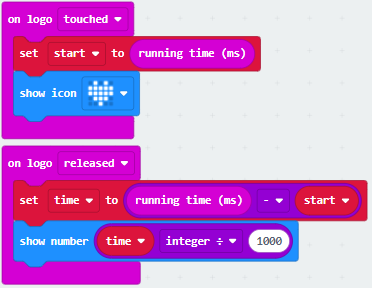 on logo touched
set start to running time (ms)
show icon
on logo released
set time to running time (ms) - start
show number time integer ÷ 1000